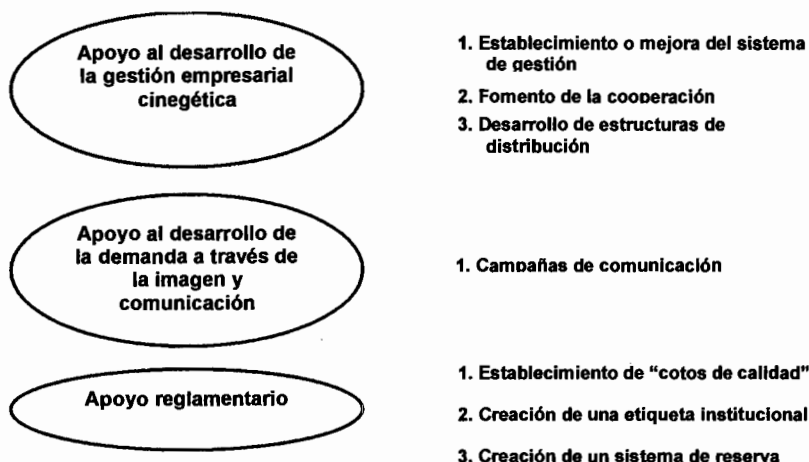 Apoyo al desarrollo de
la gestión empresarial
cinegética
1. Establecimiento o mejora del sistema
de gestión
2. Fomento de la cooperación
3. Desarrollo de estructuras de
distribución
Apoyo al desarrollo de
la demanda a través de
la imagen y
comunicación
1. Campañas de comunicación
Apoyo reglamentario
1. Establecimiento de "cotos de calidad"
2. Creación de una etiqueta institucional
3. Creación de un sistema de reserva